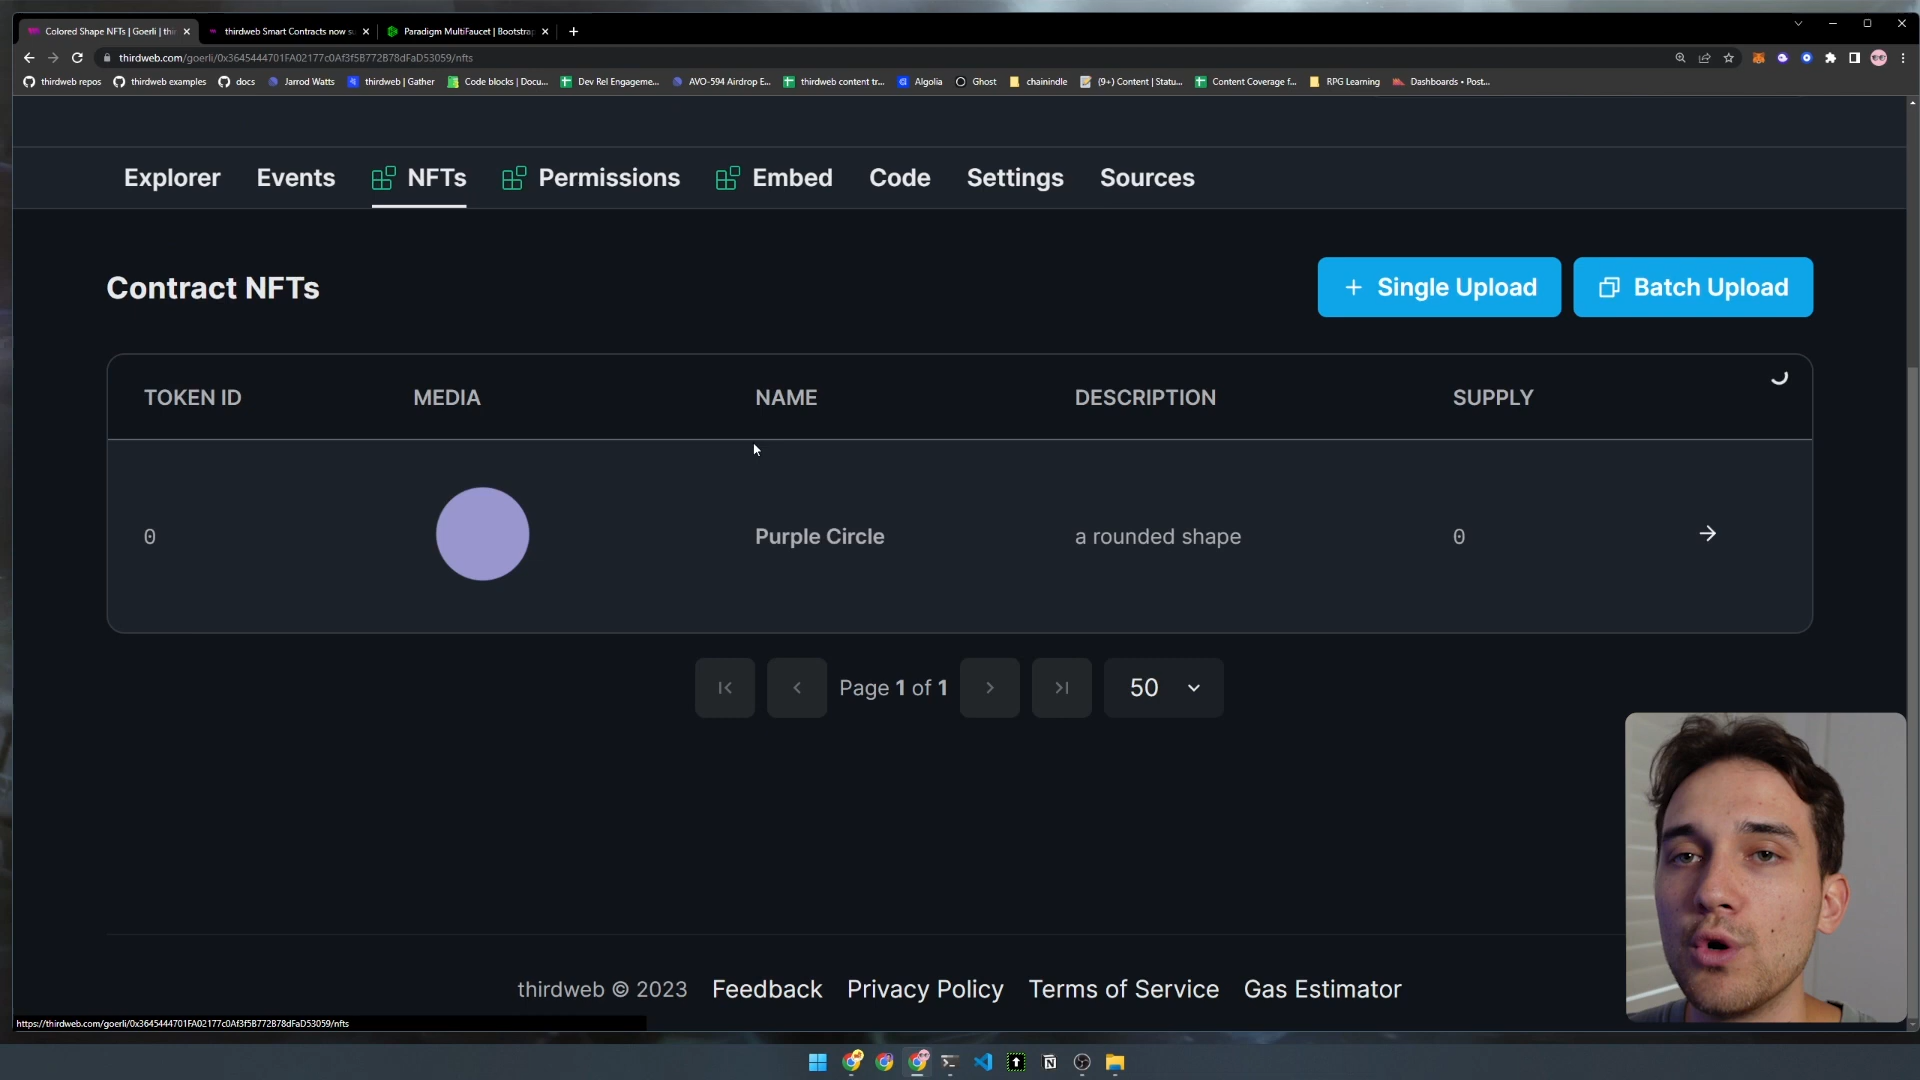 Colored Shape NFTs | Goerli | thi
thirdweb Smart Contracts now su
Paradigm MultiFaucet | Bootstrap
thirdweb.com/goerli/0x3645444701FA02177c0Af3f5B772B78dFaD53059/nfts
thirdweb repos
thirdweb examples
docs
Jarrod Watts
thirdweb | Gather
Code blocks | Docu...
Dev Rel Engageme...
AVO-594 Airdrop E...
thirdweb content tr...
Algolia
Ghost
chainindle
(9+) Content | Statu...
Content Coverage f...
RPG Learning
Dashboards • Post...
Explorer
Events
NFTs
Permissions
Embed
Code
Settings
Sources
Contract NFTs
Single Upload
Batch Upload
TOKEN ID
MEDIA
NAME
DESCRIPTION
SUPPLY
0
Purple Circle
a rounded shape
0
Page 1 of 1
50
thirdweb © 2023
Feedback
Privacy Policy
Terms of Service
Gas Estimator
https://thirdweb.com/goerli/0x3645444701FA02177c0Af3f5B772B78dFaD53059/nfts